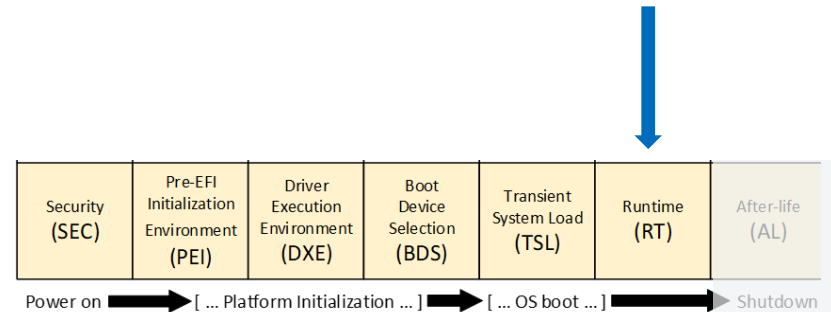 Security
(SEC)
Pre-EFI
Initialization
Environment
(PEI)
Driver
Execution
Environment
(DXE)
Boot
Device
Selection
(BDS)
Transient
System Load
(TSL)
Runtime
(RT)
After-life
(AL)
Power on
[ ... Platform Initialization ... ]
[ ... OS boot ... ]
Shutdown